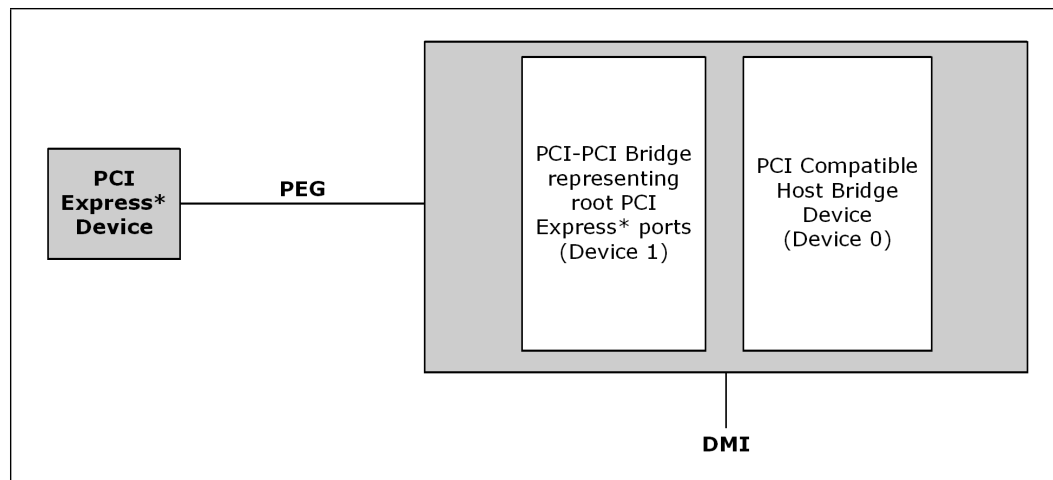 PCI
Express*
Device
PEG
PCI-PCI Bridge
representing
root PCI
Express* ports
(Device 1)
PCI Compatible
Host Bridge
Device
(Device 0)
DMI